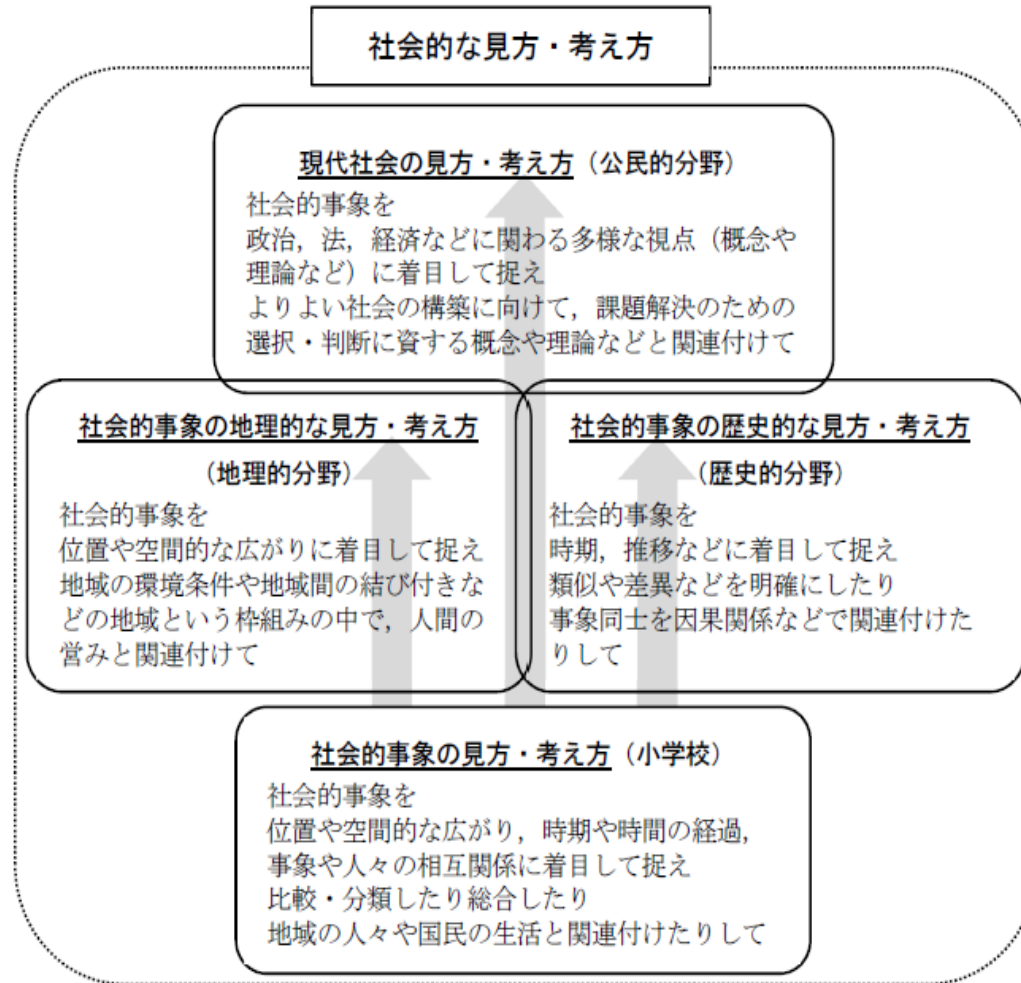 社会的な見方・考え方
現代社会の見方・考え方（公民的分野）
社会的事象を
政治，法，経済などに関わる多様な視点（概念や
理論など）に着目して捉え
よりよい社会の構築に向けて，課題解決のための
選択・判断に資する概念や理論などと関連付けて
社会的事象の地理的な見方・考え方
（地理的分野）
社会的事象を
位置や空間的な広がりに着目して捉え
地域の環境条件や地域間の結び付きな
どの地域という枠組みの中で，人間の
営みと関連付けて
社会的事象の歴史的な見方・考え方
（歴史的分野）
社会的事象を
時期，推移などに着目して捉え
類似や差異などを明確にしたり
事象同士を因果関係などで関連付けた
りして
社会的事象の見方・考え方（小学校）
社会的事象を
位置や空間的な広がり，時期や時間の経過，
事象や人々の相互関係に着目して捉え
比較・分類したり総合したり
地域の人々や国民の生活と関連付けたりして